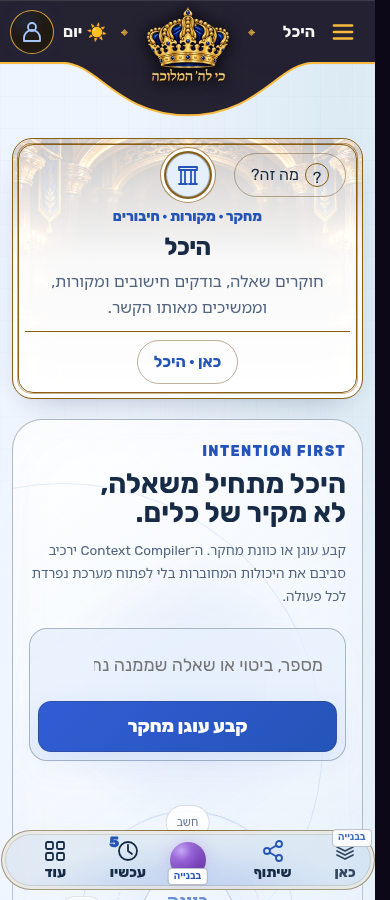 היכל
☀️ יום
כי לה' המלוכה
? מה זה?
מחקר • מקורות • חיבורים
היכל
חוקרים שאלה, בודקים חישובים ומקורות,
וממשיכים מאותו הקשר.
כאן • היכל
INTENTION FIRST
היכל מתחיל משאלה,
לא מקיר של כלים.
קבע עוגן או כוונת מחקר. ה־Context Compiler ירכיב
סביבם את היכולות המחוברות בלי לפתוח מערכת נפרדת
לכל פעולה.
מספר, ביטוי או שאלה שממנה נת
קבע עוגן מחקר
חשב
בבנייה
כאן
שיתוף
בבנייה
5
עכשיו
עוד